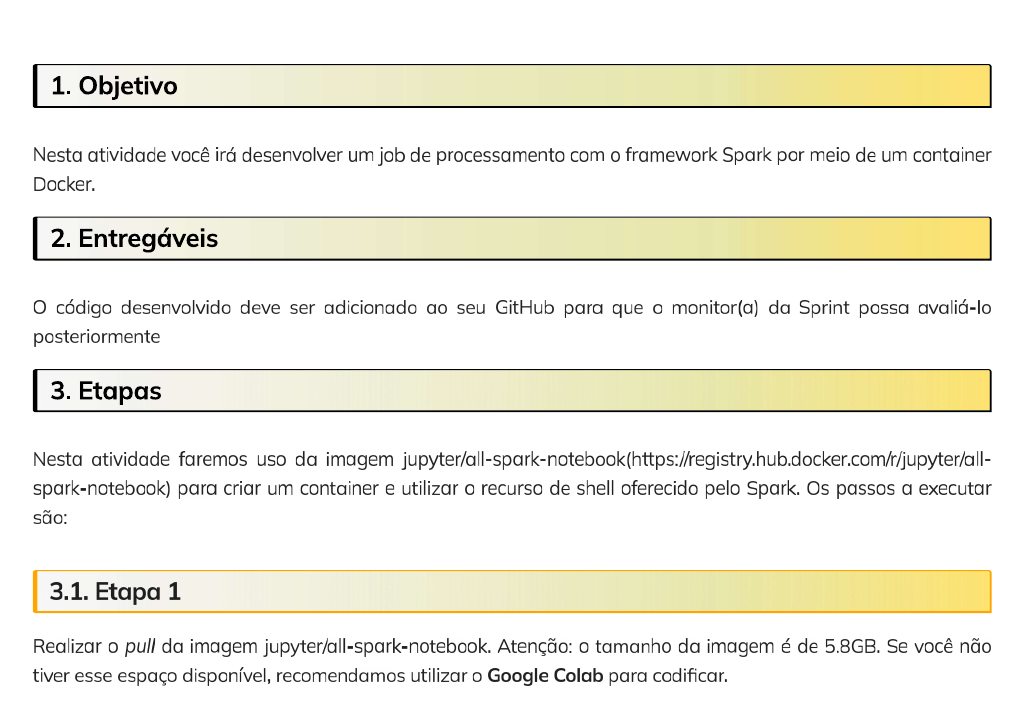 1. Objetivo
Nesta atividade você irá desenvolver um job de processamento com o framework Spark por meio de um container
Docker.
2. Entregáveis
O código desenvolvido deve ser adicionado ao seu GitHub para que o monitor(a) da Sprint possa avaliá-lo
posteriormente
3. Etapas
Nesta atividade faremos uso da imagem jupyter/all-spark-notebook(https://registry.hub.docker.com/r/jupyter/all-
spark-notebook) para criar um container e utilizar o recurso de shell oferecido pelo Spark. Os passos a executar
são:
3.1. Etapa 1
Realizar o pull da imagem jupyter/all-spark-notebook. Atenção: o tamanho da imagem é de 5.8GB. Se você não
tiver esse espaço disponível, recomendamos utilizar o Google Colab para codificar.